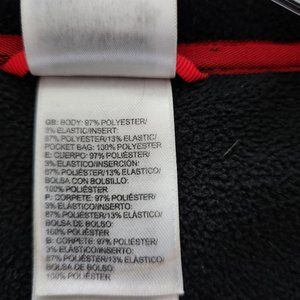 GB: BODY: 97% POLYESTER/
3% ELASTIC/INSERT:
87% POLYESTER/13% ELASTIC/
POCKET BAG: 100% POLYESTER
E: CUERPO: 97% POLIÉSTER/
3% ELÁSTICO/INSERCIÓN:
87% POLIÉSTER/13% ELÁSTICO/
BOLSA CON BOLSILLO:
100% POLIÉSTER
P: CORPETE: 97% POLIÉSTER/
3% ELÁSTICO/INSERTO:
87% POLIÉSTER/13% ELÁSTICO/
BOLSA DE BOLSO:
100% POLIÉSTER
B: CORPETE: 97% POLIÉSTER/
3% ELÁSTICO/INSERTO:
87% POLIÉSTER/13% ELÁSTICO/
BOLSA DE BOLSO:
100% POLIÉSTER